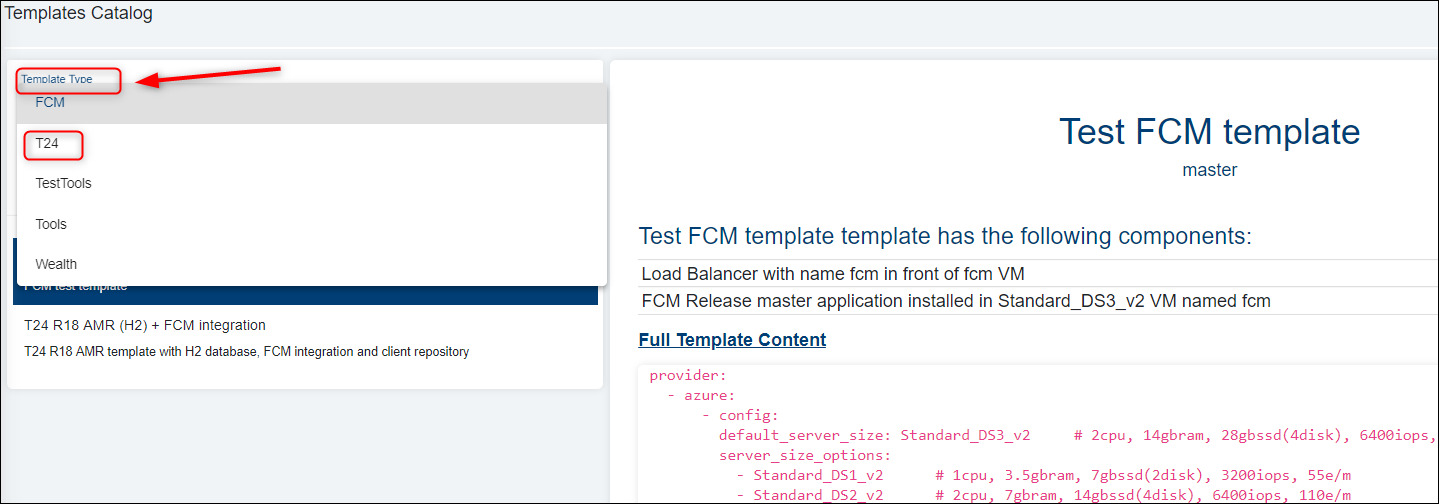 Templates Catalog
Template Type
FCM
T24
TestTools
Tools
Wealth
FCM test template
T24 R18 AMR (H2) + FCM integration
T24 R18 AMR template with H2 database, FCM integration and client repository
Test FCM template
master
Test FCM template template has the following components:
Load Balancer with name fcm in front of fcm VM
FCM Release master application installed in Standard_DS3_v2 VM named fcm
Full Template Content
provider:
- azure:
- config:
default_server_size: Standard_DS3_v2 # 2cpu, 14gbram, 28gbssd(4disk), 6400iops,
server_size_options:
- Standard_DS1_v2 # 1cpu, 3.5gbram, 7gbssd(2disk), 3200iops, 55e/m
- Standard_DS2_v2 # 2cpu, 7gbram, 14gbssd(4disk), 6400iops, 110e/m